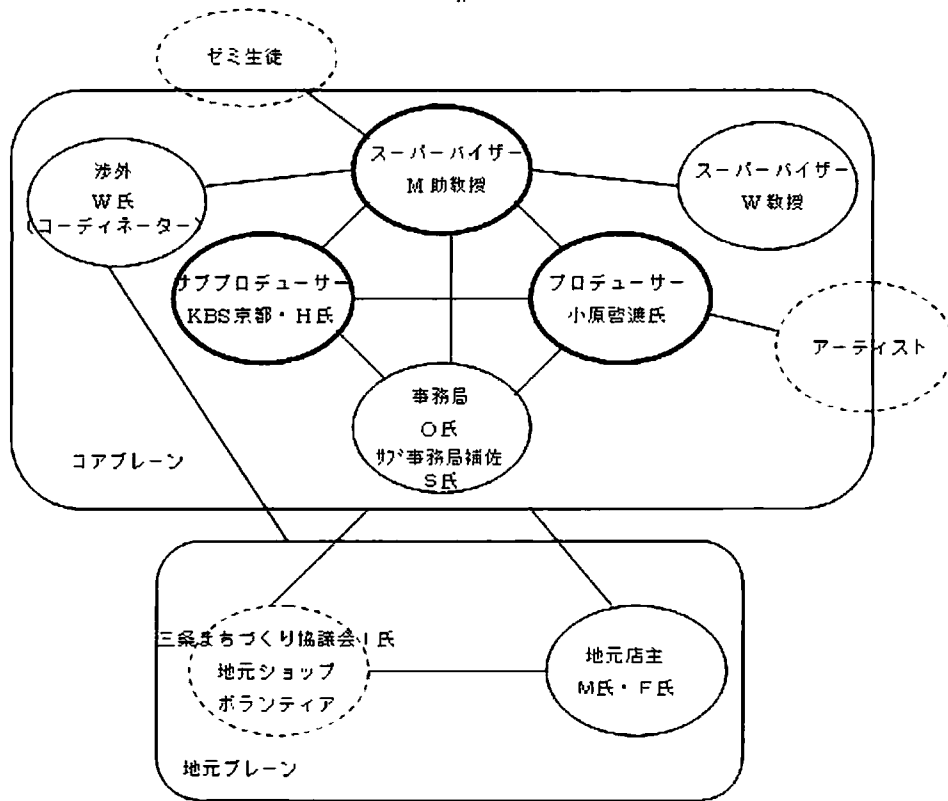 ゼミ生徒
スーパーバイザー
M助教授
スーパーバイザー
W教授
渉外
W氏
(コーディネーター)
サブプロデューサー
KBS京都・H氏
プロデューサー
小原啓渡氏
アーティスト
事務局
O氏
ｻﾌﾞ事務局補佐
S氏
コアブレーン
三条まちづくり協議会I氏
地元ショップ
ボランティア
地元店主
M氏・F氏
地元ブレーン